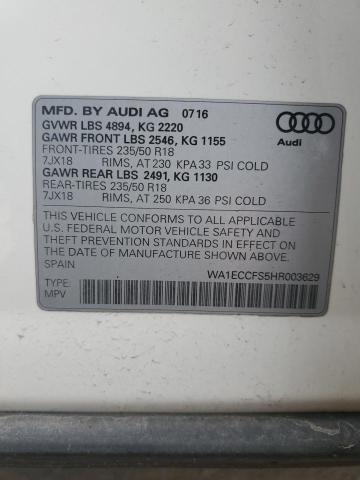 MFD. BY AUDI AG 07/16
GVWR LBS 4894, KG 2220
GAWR FRONT LBS 2546, KG 1155
FRONT-TIRES 235/50 R18
7JX18 RIMS, AT 230 KPA 33 PSI COLD
GAWR REAR LBS 2491, KG 1130
REAR-TIRES 235/50 R18
7JX18 RIMS, AT 250 KPA 36 PSI COLD
THIS VEHICLE CONFORMS TO ALL APPLICABLE
U.S. FEDERAL MOTOR VEHICLE SAFETY AND
THEFT PREVENTION STANDARDS IN EFFECT ON
THE DATE OF MANUFACTURE SHOWN ABOVE.
SPAIN
WA1ECCFS5HR003629
TYPE:
MPV
Audi